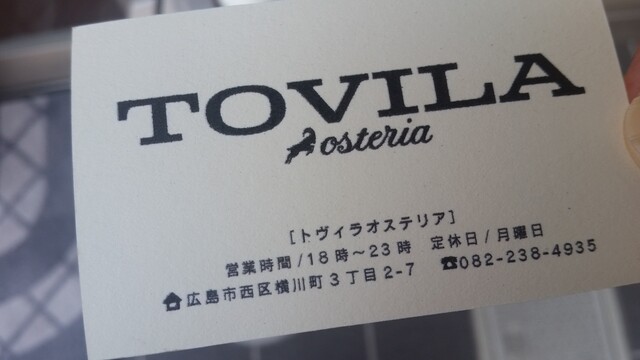 TOVILA
osteria
[トヴィラオステリア]
営業時間/18時～23時 定休日/月曜日
広島市西区横川町3丁目2-7 ☎082-238-4935